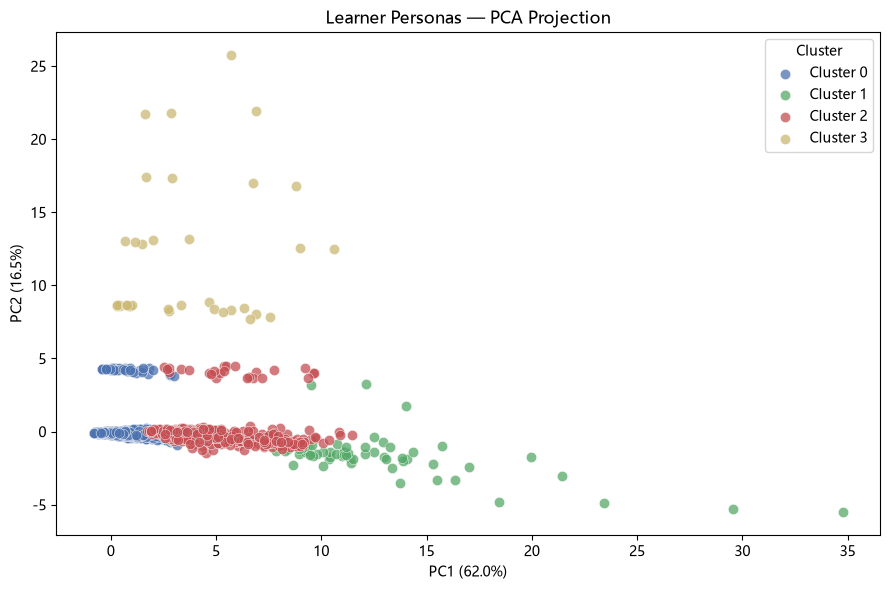 Learner Personas — PCA Projection
Cluster
Cluster 0
Cluster 1
Cluster 2
Cluster 3
25
20
15
10
5
0
-5
PC2 (16.5%)
0 5 10 15 20 25 30 35
PC1 (62.0%)